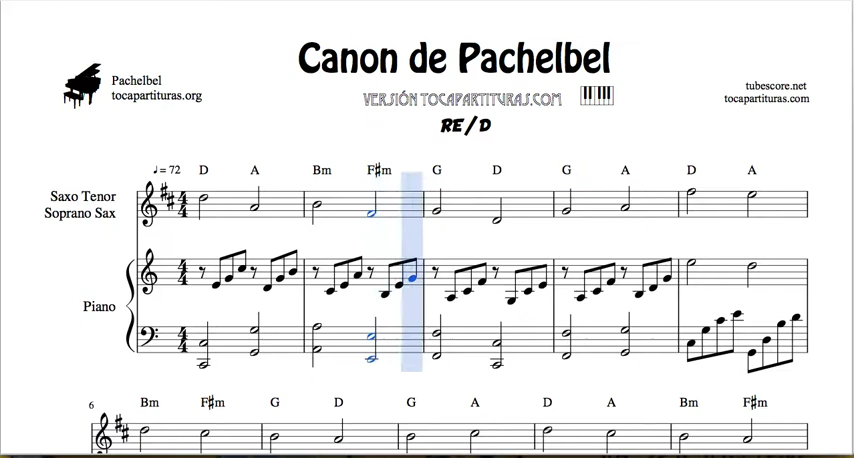 Canon de Pachelbel
Pachelbel
tocapartituras.org
VERSIÓN TOCAPARTITURAS.COM
tubescore.net
tocapartituras.com
RE / D
♩= 72 D A Bm F♯m G D G A D A
Saxo Tenor
Soprano Sax
Piano
6 Bm F♯m G D G A D A Bm F♯m